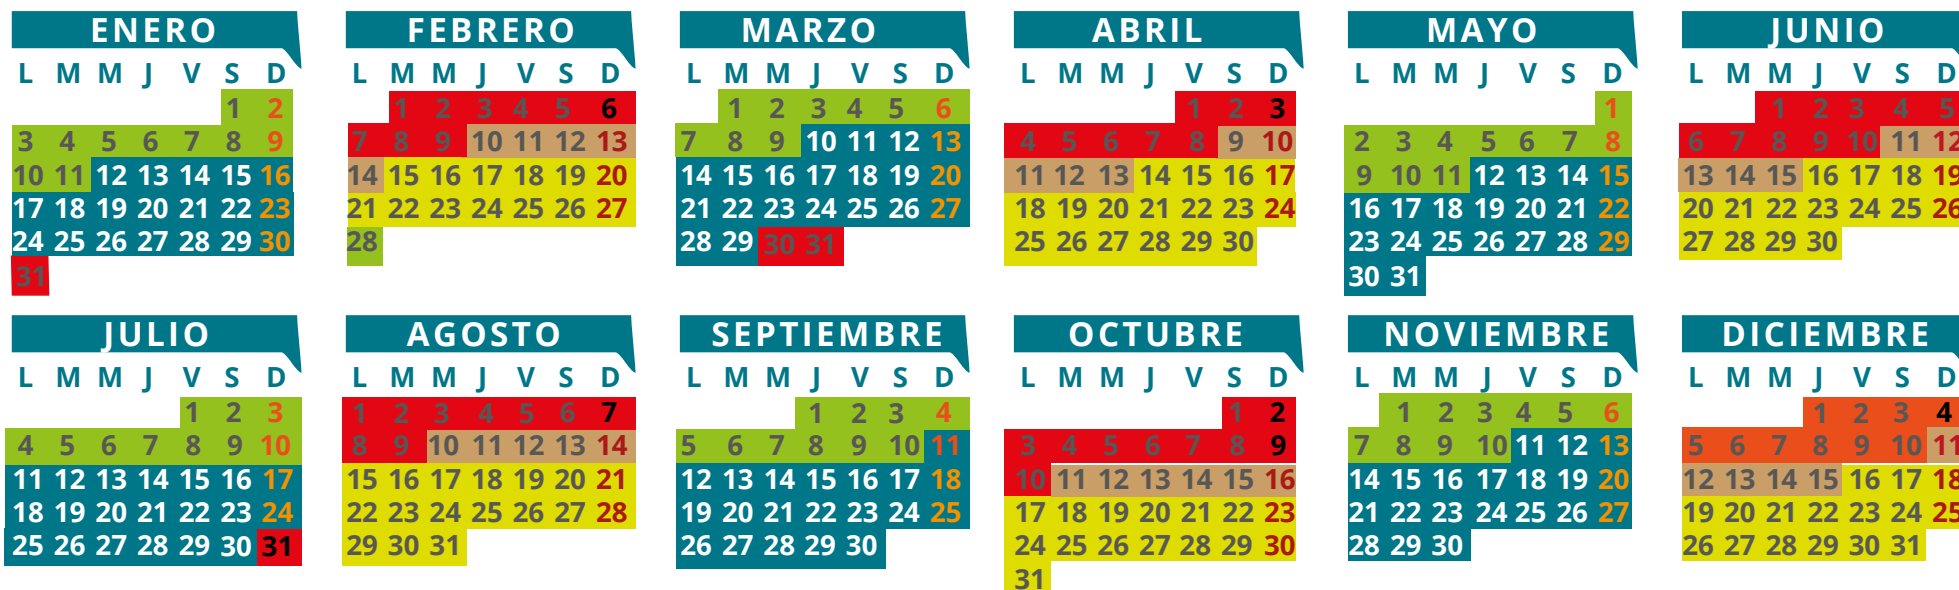 ENERO
L M M J V S D
1 2
3 4 5 6 7 8 9
10 11 12 13 14 15 16
17 18 19 20 21 22 23
24 25 26 27 28 29 30
31
FEBRERO
L M M J V S D
1 2 3 4 5 6
7 8 9 10 11 12 13
14 15 16 17 18 19 20
21 22 23 24 25 26 27
28
MARZO
L M M J V S D
1 2 3 4 5 6
7 8 9 10 11 12 13
14 15 16 17 18 19 20
21 22 23 24 25 26 27
28 29 30 31
ABRIL
L M M J V S D
1 2 3
4 5 6 7 8 9 10
11 12 13 14 15 16 17
18 19 20 21 22 23 24
25 26 27 28 29 30
MAYO
L M M J V S D
1
2 3 4 5 6 7 8
9 10 11 12 13 14 15
16 17 18 19 20 21 22
23 24 25 26 27 28 29
30 31
JUNIO
L M M J V S D
1 2 3 4 5
6 7 8 9 10 11 12
13 14 15 16 17 18 19
20 21 22 23 24 25 26
27 28 29 30
JULIO
L M M J V S D
1 2 3
4 5 6 7 8 9 10
11 12 13 14 15 16 17
18 19 20 21 22 23 24
25 26 27 28 29 30 31
AGOSTO
L M M J V S D
1 2 3 4 5 6 7
8 9 10 11 12 13 14
15 16 17 18 19 20 21
22 23 24 25 26 27 28
29 30 31
SEPTIEMBRE
L M M J V S D
1 2 3 4
5 6 7 8 9 10 11
12 13 14 15 16 17 18
19 20 21 22 23 24 25
26 27 28 29 30
OCTUBRE
L M M J V S D
1 2
3 4 5 6 7 8 9
10 11 12 13 14 15 16
17 18 19 20 21 22 23
24 25 26 27 28 29 30
31
NOVIEMBRE
L M M J V S D
1 2 3 4 5 6
7 8 9 10 11 12 13
14 15 16 17 18 19 20
21 22 23 24 25 26 27
28 29 30
DICIEMBRE
L M M J V S D
1 2 3 4
5 6 7 8 9 10 11
12 13 14 15 16 17 18
19 20 21 22 23 24 25
26 27 28 29 30 31